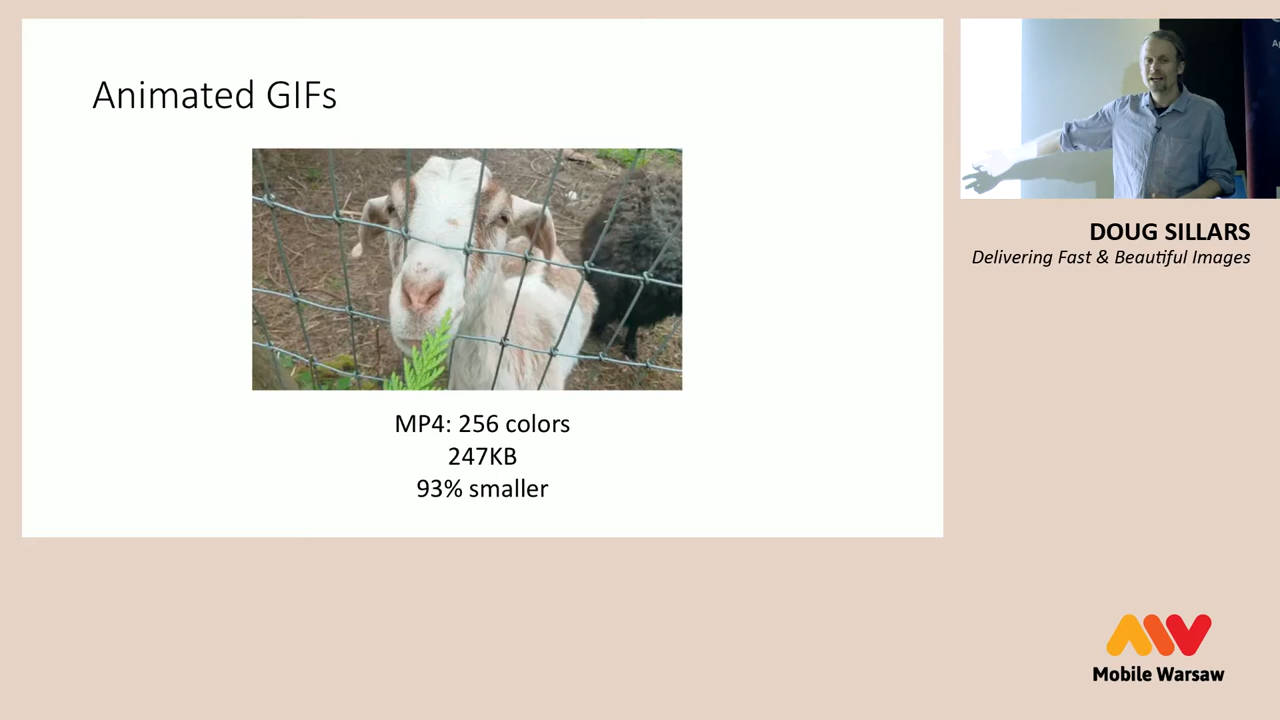 Animated GIFs
MP4: 256 colors
247KB
93% smaller
DOUG SILLARS
Delivering Fast & Beautiful Images
Mobile Warsaw